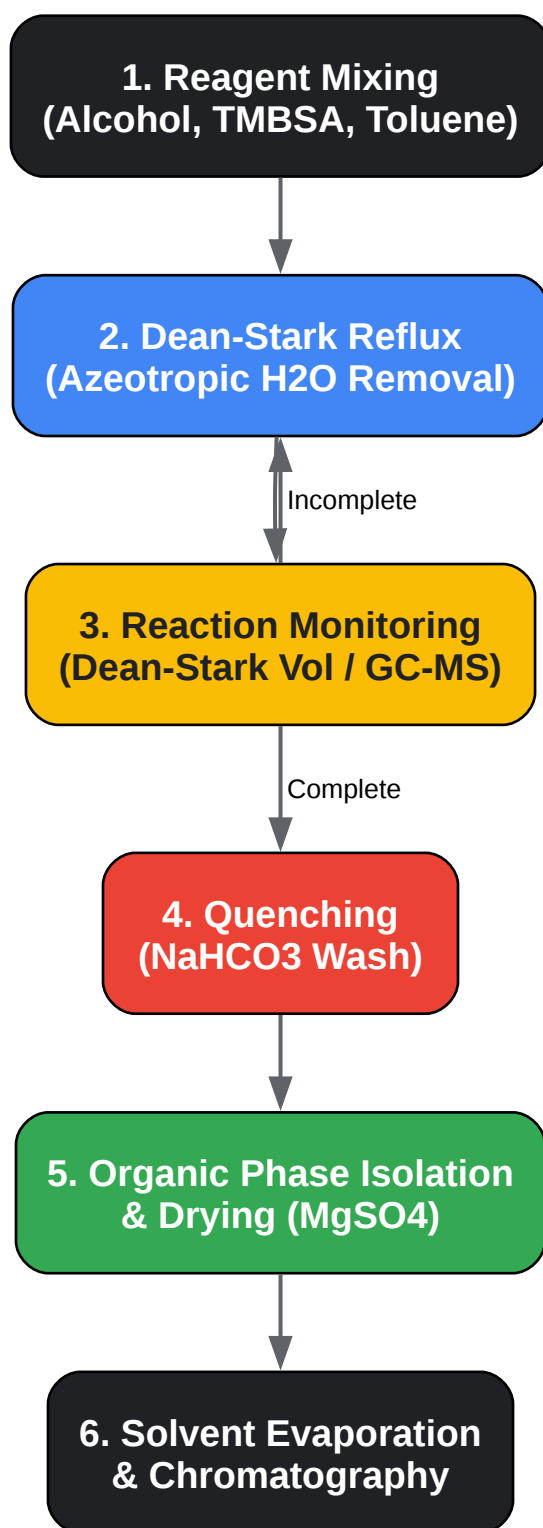 1. Reagent Mixing
(Alcohol, TMBSA, Toluene)
2. Dean-Stark Reflux
(Azeotropic H2O Removal)
Incomplete
3. Reaction Monitoring
(Dean-Stark Vol / GC-MS)
Complete
4. Quenching
(NaHCO3 Wash)
5. Organic Phase Isolation
& Drying (MgSO4)
6. Solvent Evaporation
& Chromatography